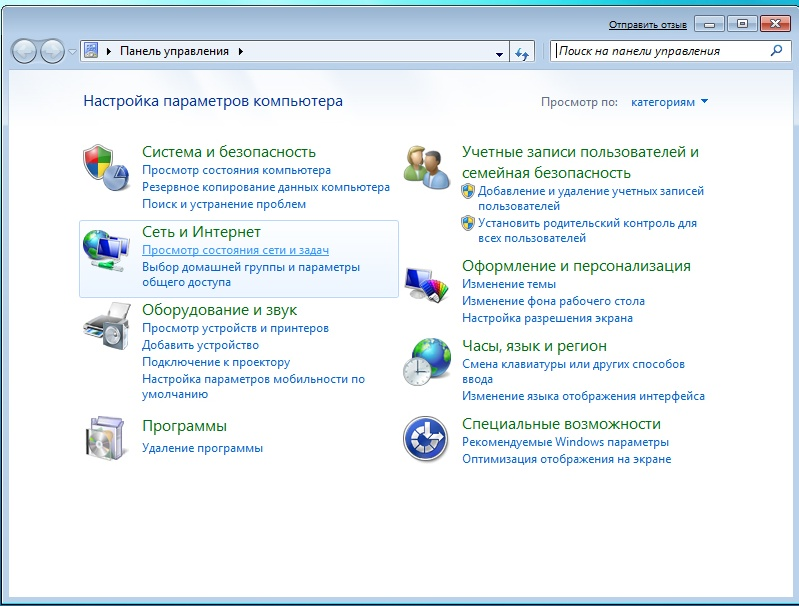 Отправить отзыв
Панель управления
Поиск на панели управления
Настройка параметров компьютера
Просмотр по: категориям
Система и безопасность
Просмотр состояния компьютера
Резервное копирование данных компьютера
Поиск и устранение проблем
Сеть и Интернет
Просмотр состояния сети и задач
Выбор домашней группы и параметры
общего доступа
Оборудование и звук
Просмотр устройств и принтеров
Добавить устройство
Подключение к проектору
Настройка параметров мобильности по
умолчанию
Программы
Удаление программы
Учетные записи пользователей и
семейная безопасность
Добавление и удаление учетных записей
пользователей
Установить родительский контроль для
всех пользователей
Оформление и персонализация
Изменение темы
Изменение фона рабочего стола
Настройка разрешения экрана
Часы, язык и регион
Смена клавиатуры или других способов
ввода
Изменение языка отображения интерфейса
Специальные возможности
Рекомендуемые Windows параметры
Оптимизация отображения на экране